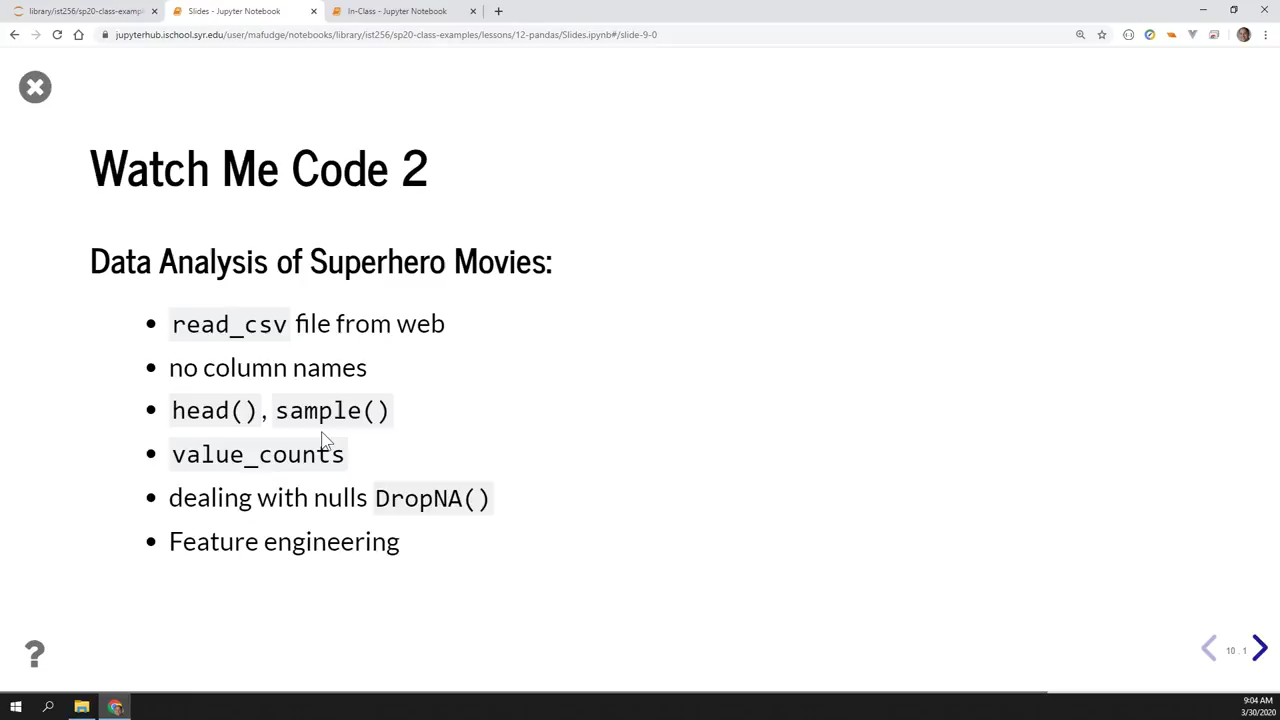 library/ist256/sp20-class-exampl
Slides - Jupyter Notebook
In-Class - Jupyter Notebook
jupyterhub.ischool.syr.edu/user/mafudge/notebooks/library/ist256/sp20-class-examples/lessons/12-pandas/Slides.ipynb#/slide-9-0
Watch Me Code 2
Data Analysis of Superhero Movies:
read_csv file from web
no column names
head(), sample()
value_counts
dealing with nulls DropNA()
Feature engineering
?
10 . 1
9:04 AM
3/30/2020